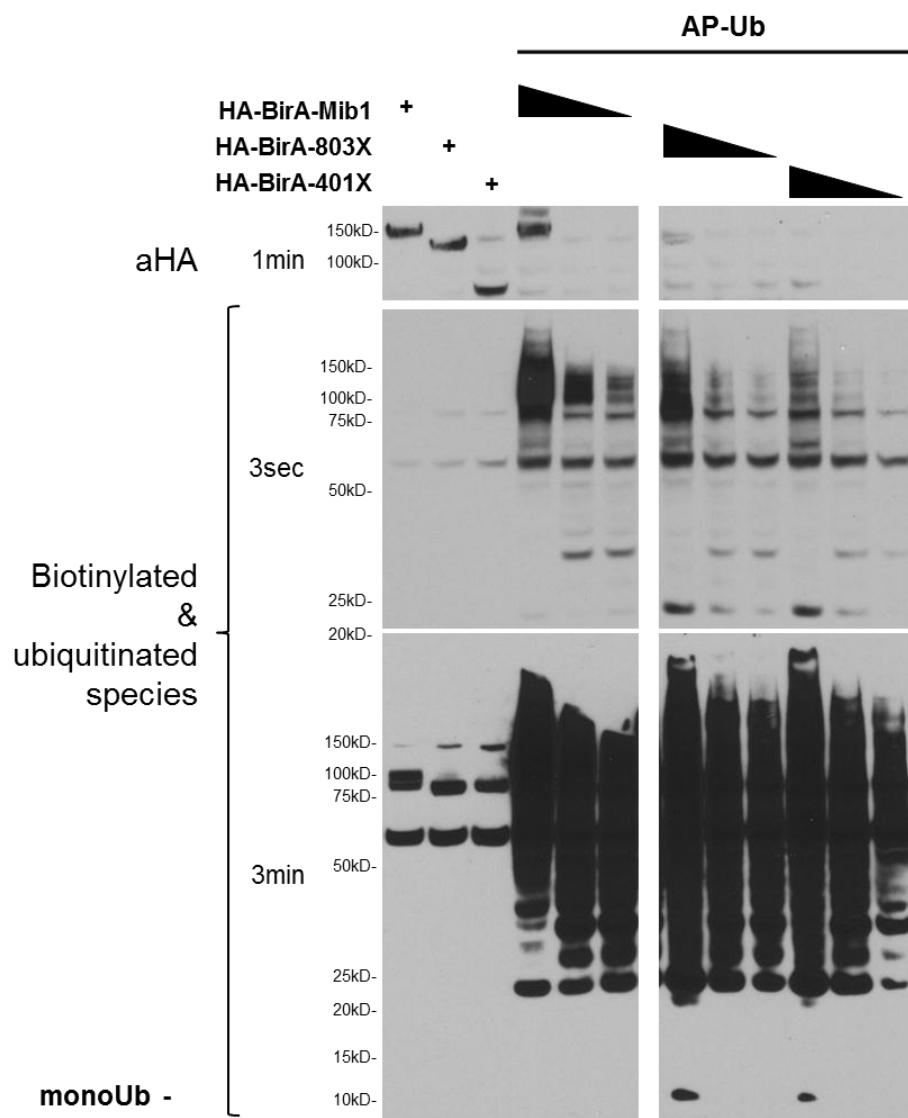 AP-Ub
HA-BirA-Mib1 +
HA-BirA-803X +
HA-BirA-401X +
aHA
1min
150kD-
100kD-
Biotinylated
&
ubiquitinated
species
3sec
150kD-
100kD-
75kD-
50kD-
25kD-
20kD-
3min
150kD-
100kD-
75kD-
50kD-
25kD-
20kD-
15kD-
10kD-
monoUb -